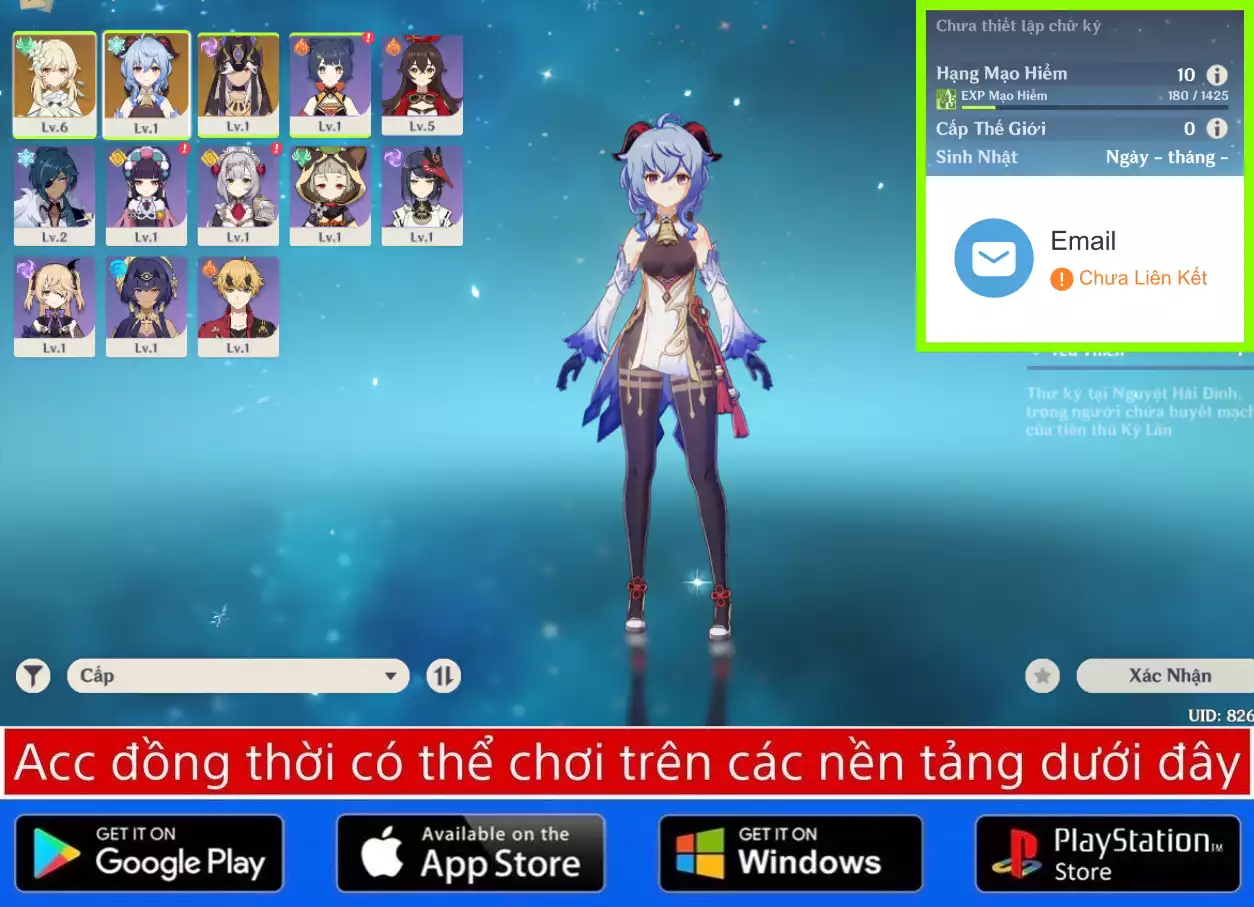 Lv.6
Lv.1
Lv.1
Lv.1
Lv.5
Lv.2
Lv.1
Lv.1
Lv.1
Lv.1
Lv.1
Lv.1
Lv.1
Chưa thiết lập chữ ký
Hạng Mạo Hiểm 10
EXP Mạo Hiểm 180 / 1425
Cấp Thế Giới 0
Sinh Nhật Ngày - tháng -
Email
Chưa Liên Kết
Thư ký tại Nguyệt Hải Đình,
trong người chứa huyết mạch
của tiên thú Kỳ Lân
Cấp
Xác Nhận
UID: 826
Acc đồng thời có thể chơi trên các nền tảng dưới đây
GET IT ON
Google Play
Available on the
App Store
GET IT ON
Windows
PlayStation™
Store